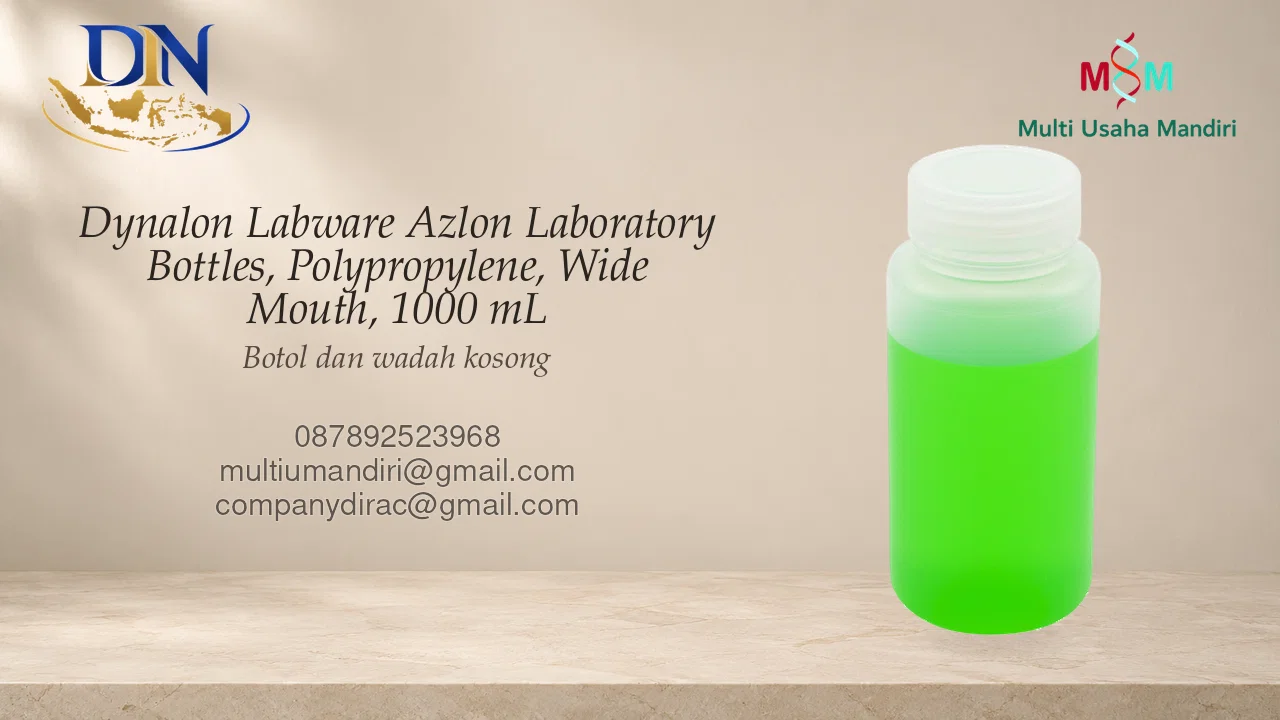 DIN
M M
Multi Usaha Mandiri
Dynalon Labware Azlon Laboratory
Bottles, Polypropylene, Wide
Mouth, 1000 mL
Botol dan wadah kosong
087892523968
multiumandiri@gmail.com
companydirac@gmail.com